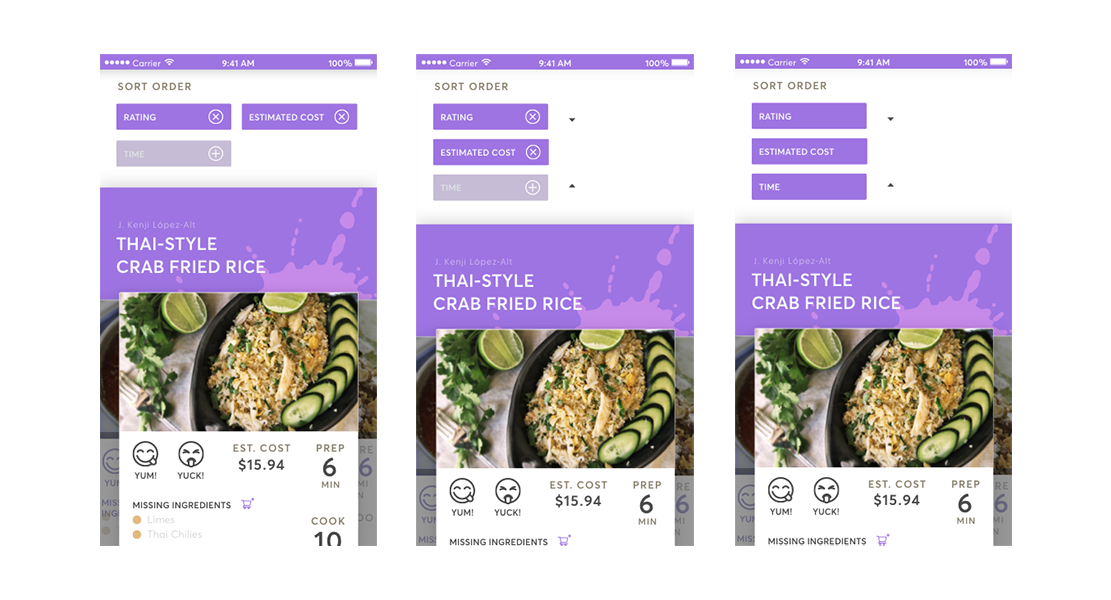 Carrier 9:41 AM 100%
SORT ORDER
RATING ESTIMATED COST
TIME
J. Kenji López-Alt
THAI-STYLE
CRAB FRIED RICE
EST. COST PREP
$15.94 6
YUM! YUCK! MIN
MISSING INGREDIENTS
Limes COOK
Thai Chilies 10
Carrier 9:41 AM 100%
SORT ORDER
RATING
ESTIMATED COST
TIME
J. Kenji López-Alt
THAI-STYLE
CRAB FRIED RICE
EST. COST PREP
$15.94 6
YUM! YUCK! MIN
MISSING INGREDIENTS
Carrier 9:41 AM 100%
SORT ORDER
RATING
ESTIMATED COST
TIME
J. Kenji López-Alt
THAI-STYLE
CRAB FRIED RICE
EST. COST PREP
$15.94 6
YUM! YUCK! MIN
MISSING INGREDIENTS